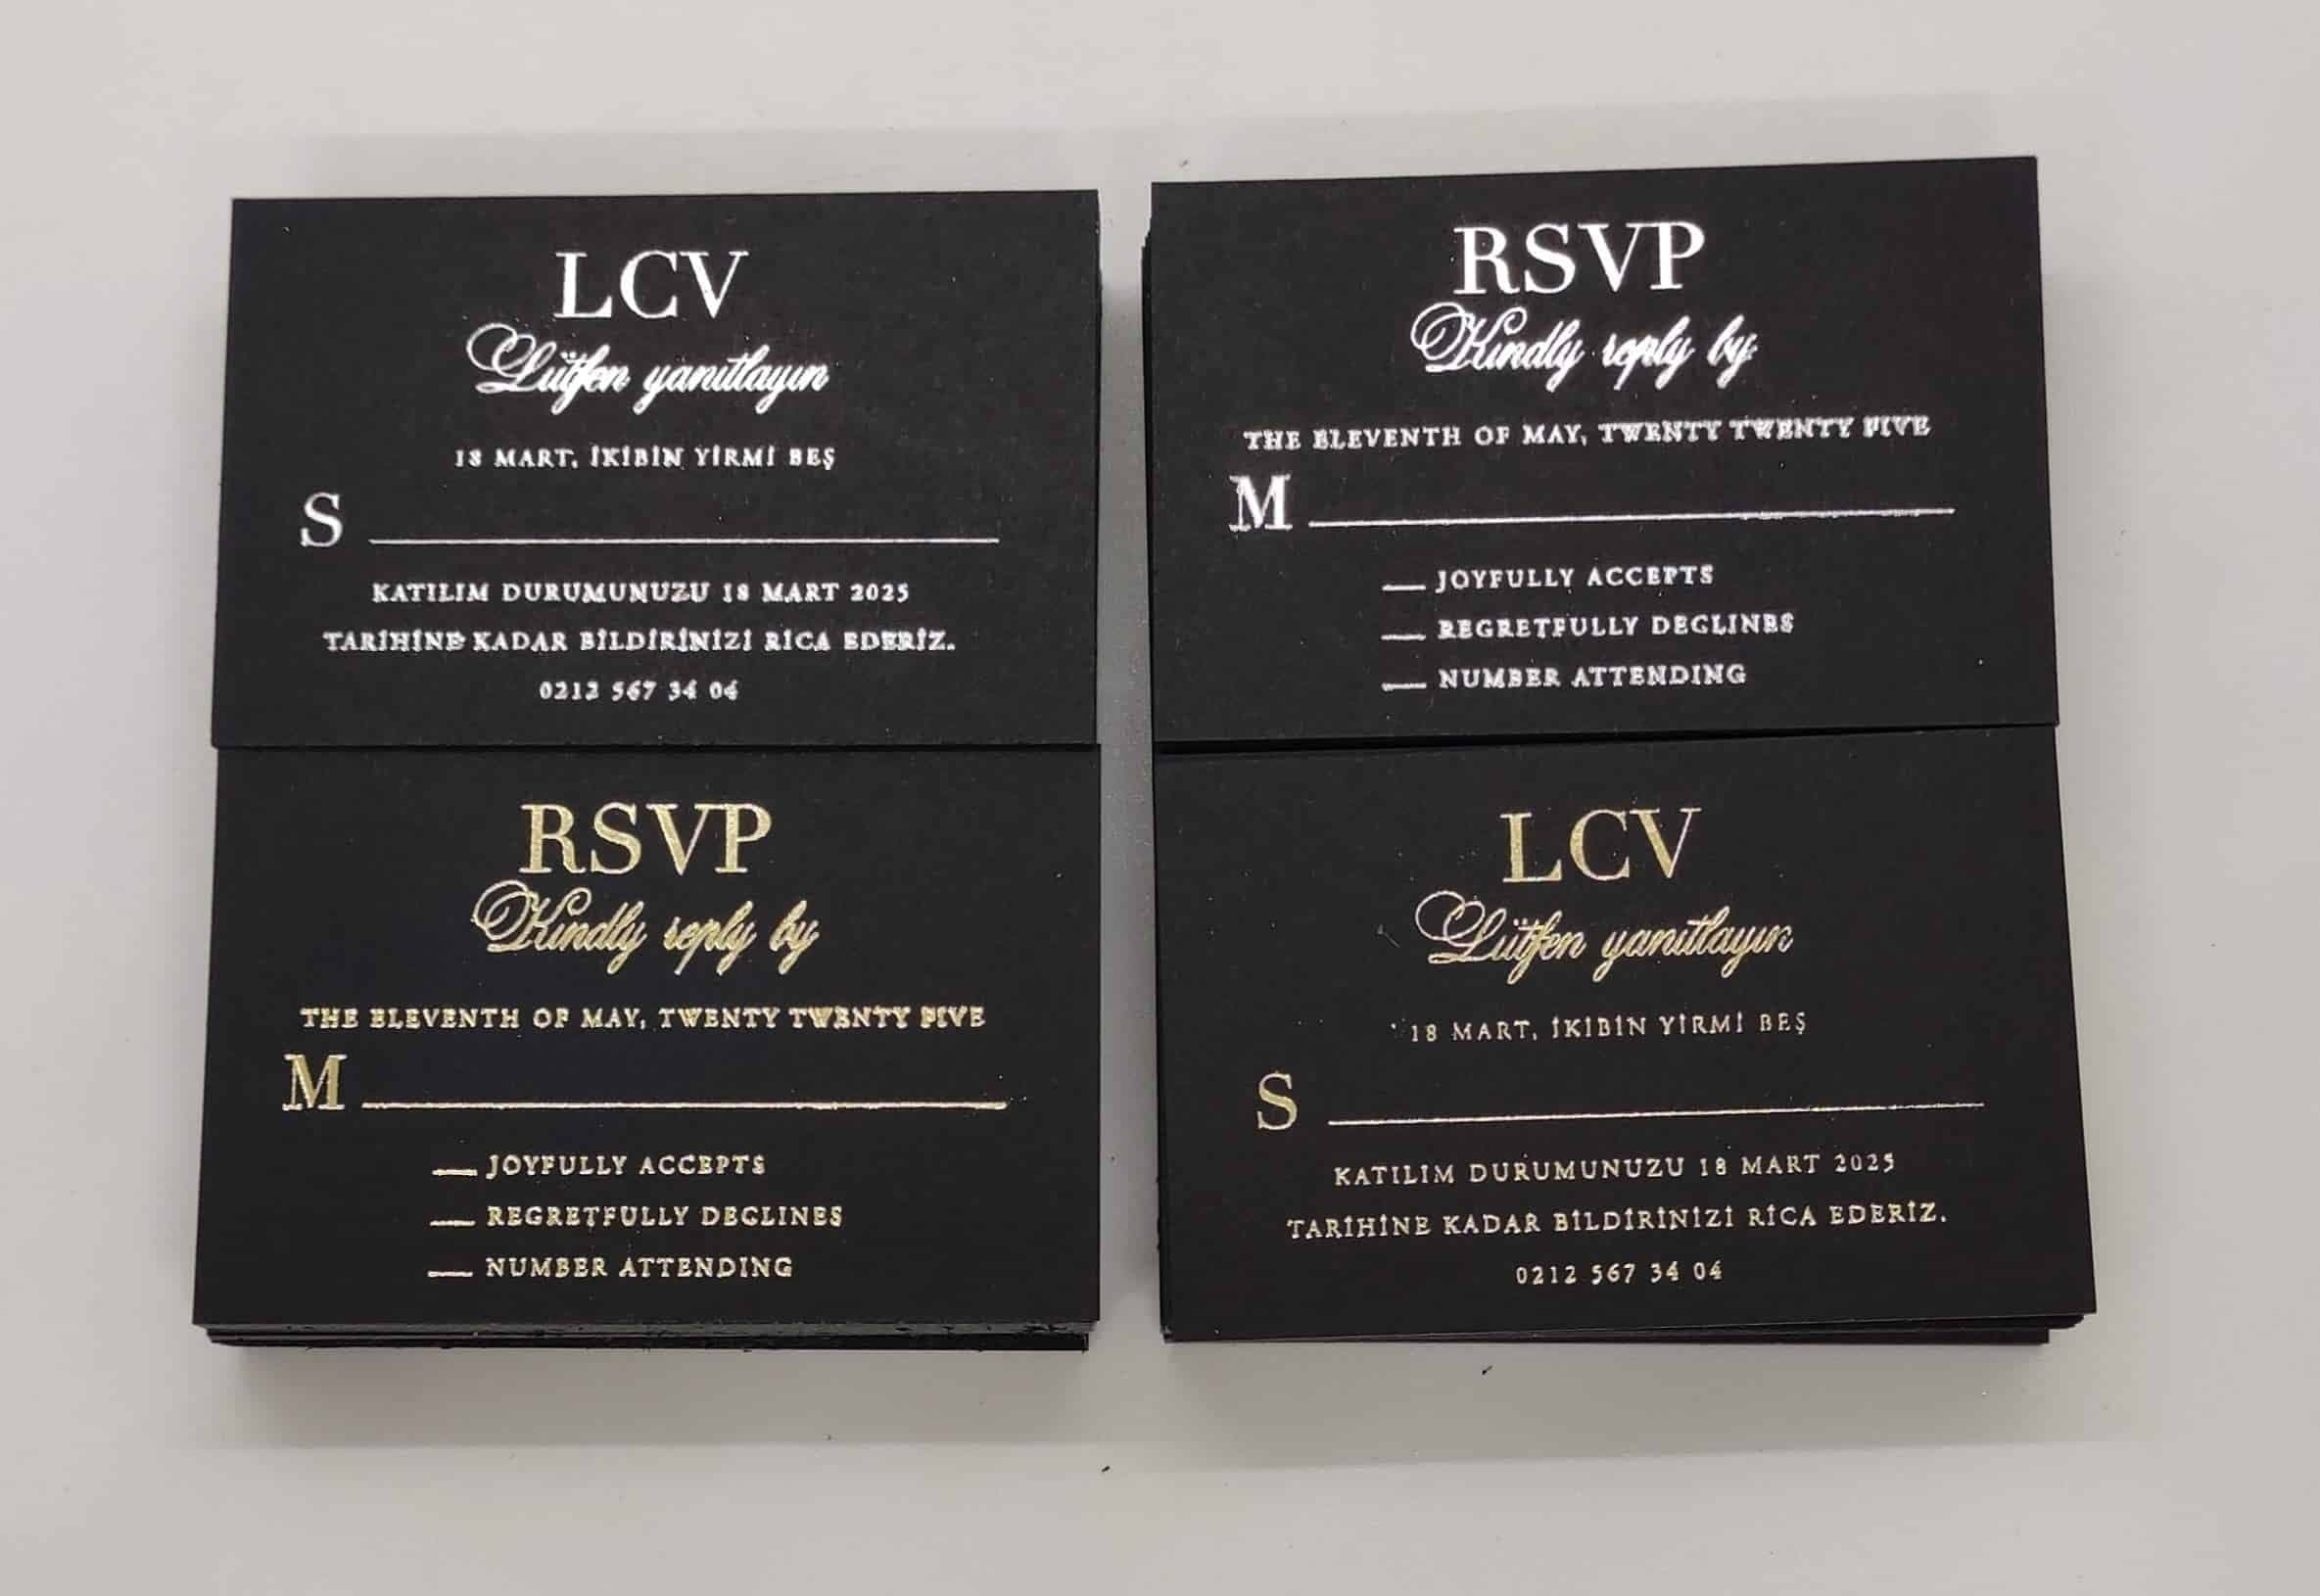 LCV
Lütfen yanıtlayın
18 MART, İKİBİN YİRMİ BEŞ
S
KATILIM DURUMUNUZU 18 MART 2025
TARİHİNE KADAR BİLDİRİNİZİ RİCA EDERİZ.
0212 567 34 04
RSVP
Kindly reply by
THE ELEVENTH OF MAY, TWENTY TWENTY FIVE
M
JOYFULLY ACCEPTS
REGRETFULLY DECLINES
NUMBER ATTENDING
RSVP
Kindly reply by
THE ELEVENTH OF MAY, TWENTY TWENTY FIVE
M
JOYFULLY ACCEPTS
REGRETFULLY DECLINES
NUMBER ATTENDING
LCV
Lütfen yanıtlayın
18 MART, İKİBİN YİRMİ BEŞ
S
KATILIM DURUMUNUZU 18 MART 2025
TARİHİNE KADAR BİLDİRİNİZİ RİCA EDERİZ.
0212 567 34 04